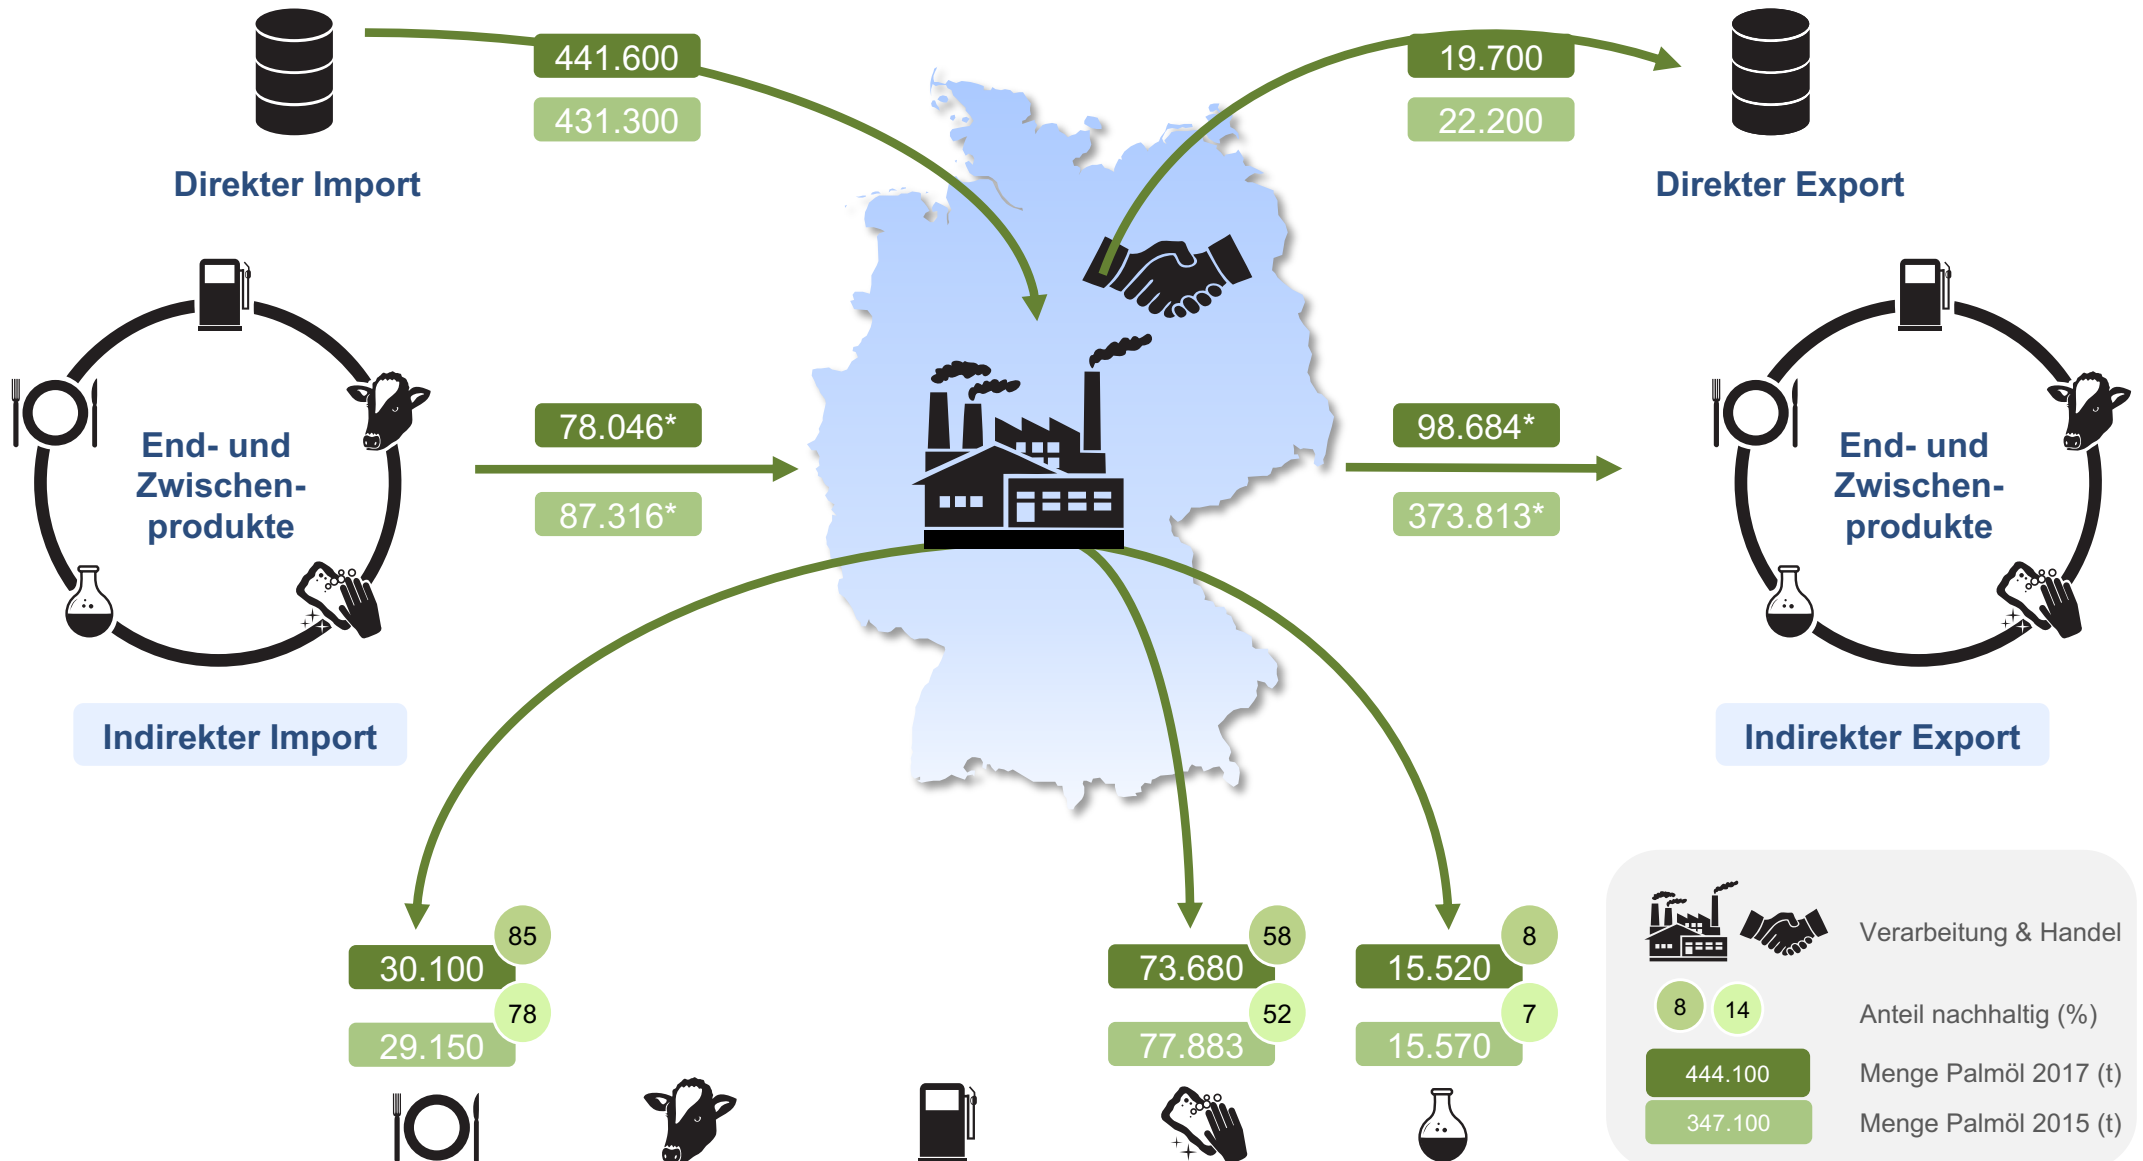 441.600
431.300
19.700
22.200
Direkter Import
Direkter Export
78.046*
87.316*
98.684*
373.813*
End- und
Zwischen-
produkte
End- und
Zwischen-
produkte
Indirekter Import
Indirekter Export
85
30.100
78
29.150
58
73.680
52
77.883
8
15.520
7
15.570
Verarbeitung & Handel
8 14 Anteil nachhaltig (%)
444.100 Menge Palmöl 2017 (t)
347.100 Menge Palmöl 2015 (t)